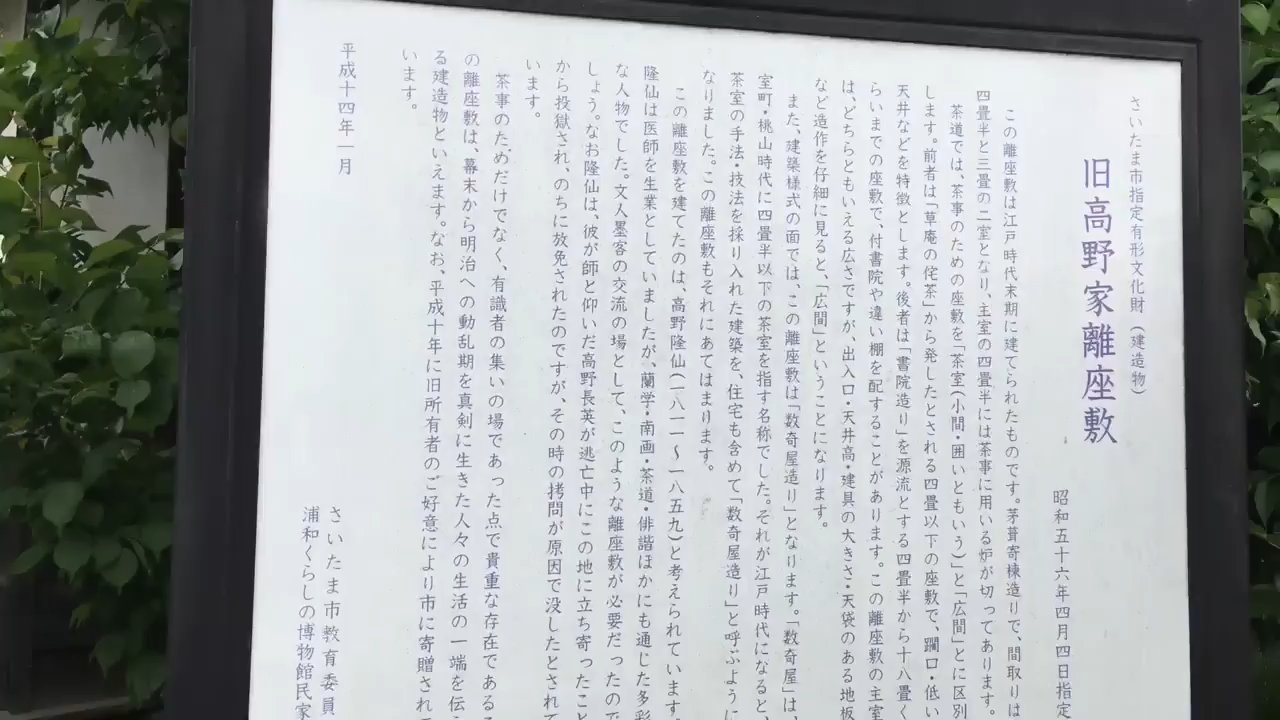 さいたま市指定有形文化財（建造物）
旧高野家離座敷
昭和五十六年四月四日指定
この離座敷は江戸時代末期に建てられたものです。茅葺寄棟造りで、間取りは
四畳半と三畳の二室となり、主室の四畳半には茶事に用いる炉が切ってあります。
茶道では、茶事のための座敷を「茶室（小間・囲いともいう）」と「広間」とに区別
します。前者は「草庵の侘茶」から発したとされる四畳以下の座敷で、躙口・低い
天井などを特徴とします。後者は「書院造り」を源流とする四畳半から十八畳く
らいまでの座敷で、付書院や違い棚を配することがあります。この離座敷の主室
は、どちらともいえる広さですが、出入口・天井高・建具の大きさ・天袋のある地板
など造作を仔細に見ると、「広間」ということになります。
また、建築様式の面では、この離座敷は「数奇屋造り」となります。「数奇屋」は、
室町・桃山時代に四畳半以下の茶室を指す名称でした。それが江戸時代になると、
茶室の手法・技法を採り入れた建築を、住宅も含めて「数奇屋造り」と呼ぶように
なりました。この離座敷もそれにあてはまります。
この離座敷を建てたのは、高野隆仙（一八一一～一八五九）と考えられています。
隆仙は医師を生業としていましたが、蘭学・南画・茶道・俳諧ほかにも通じた多彩
な人物でした。文人墨客の交流の場として、このような離座敷が必要だったので
しょう。なお隆仙は、彼が師と仰いだ高野長英が逃亡中にこの地に立ち寄ったこと
から投獄され、のちに放免されたのですが、その時の拷問が原因で没したとされて
います。
茶事のためだけでなく、有識者の集いの場であった点で貴重な存在である
の離座敷は、幕末から明治への動乱期を真剣に生きた人々の生活の一端を伝え
る建造物といえます。なお、平成十年に旧所有者のご好意により市に寄贈され
います。
平成十四年一月
さいたま市教育委員
浦和くらしの博物館民家